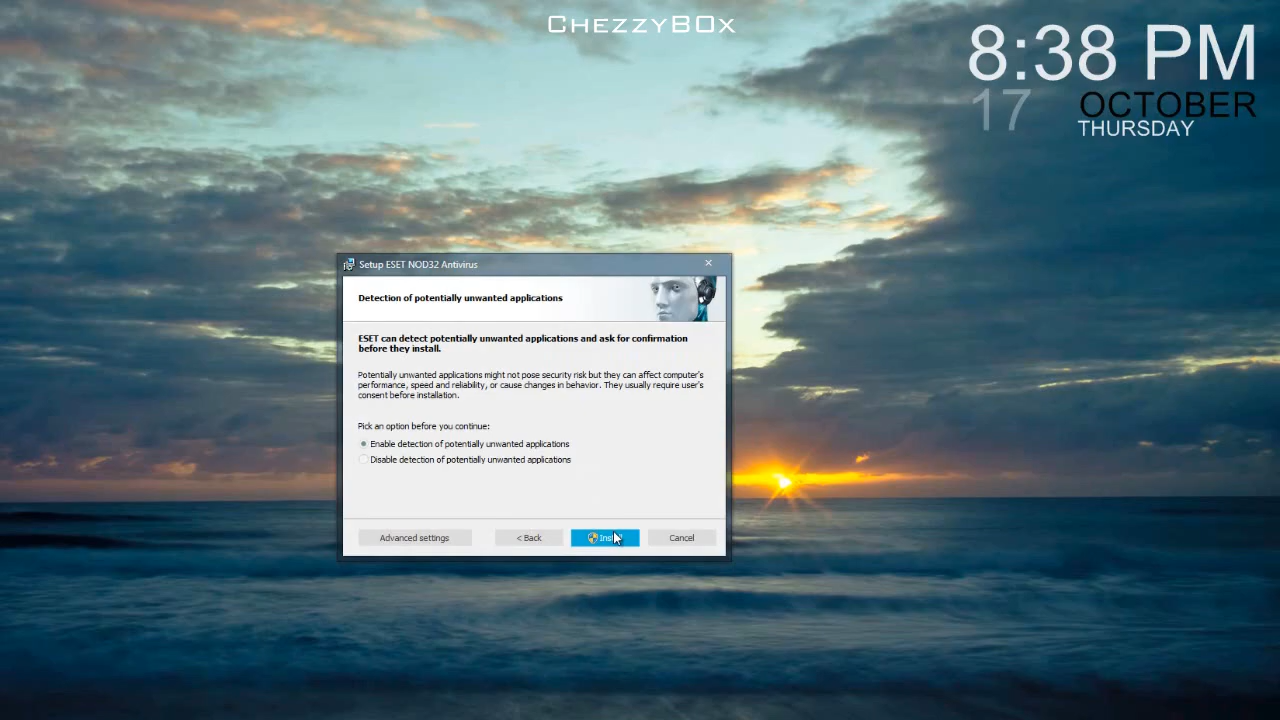 ChezzyB0x
8:38 PM
17 OCTOBER
THURSDAY
Setup ESET NOD32 Antivirus
Detection of potentially unwanted applications
ESET can detect potentially unwanted applications and ask for confirmation
before they install.
Potentially unwanted applications might not pose security risk but they can affect computer's
performance, speed and reliability, or cause changes in behavior. They usually require user's
consent before installation.
Pick an option before you continue:
Enable detection of potentially unwanted applications
Disable detection of potentially unwanted applications
Advanced settings
< Back
Install
Cancel